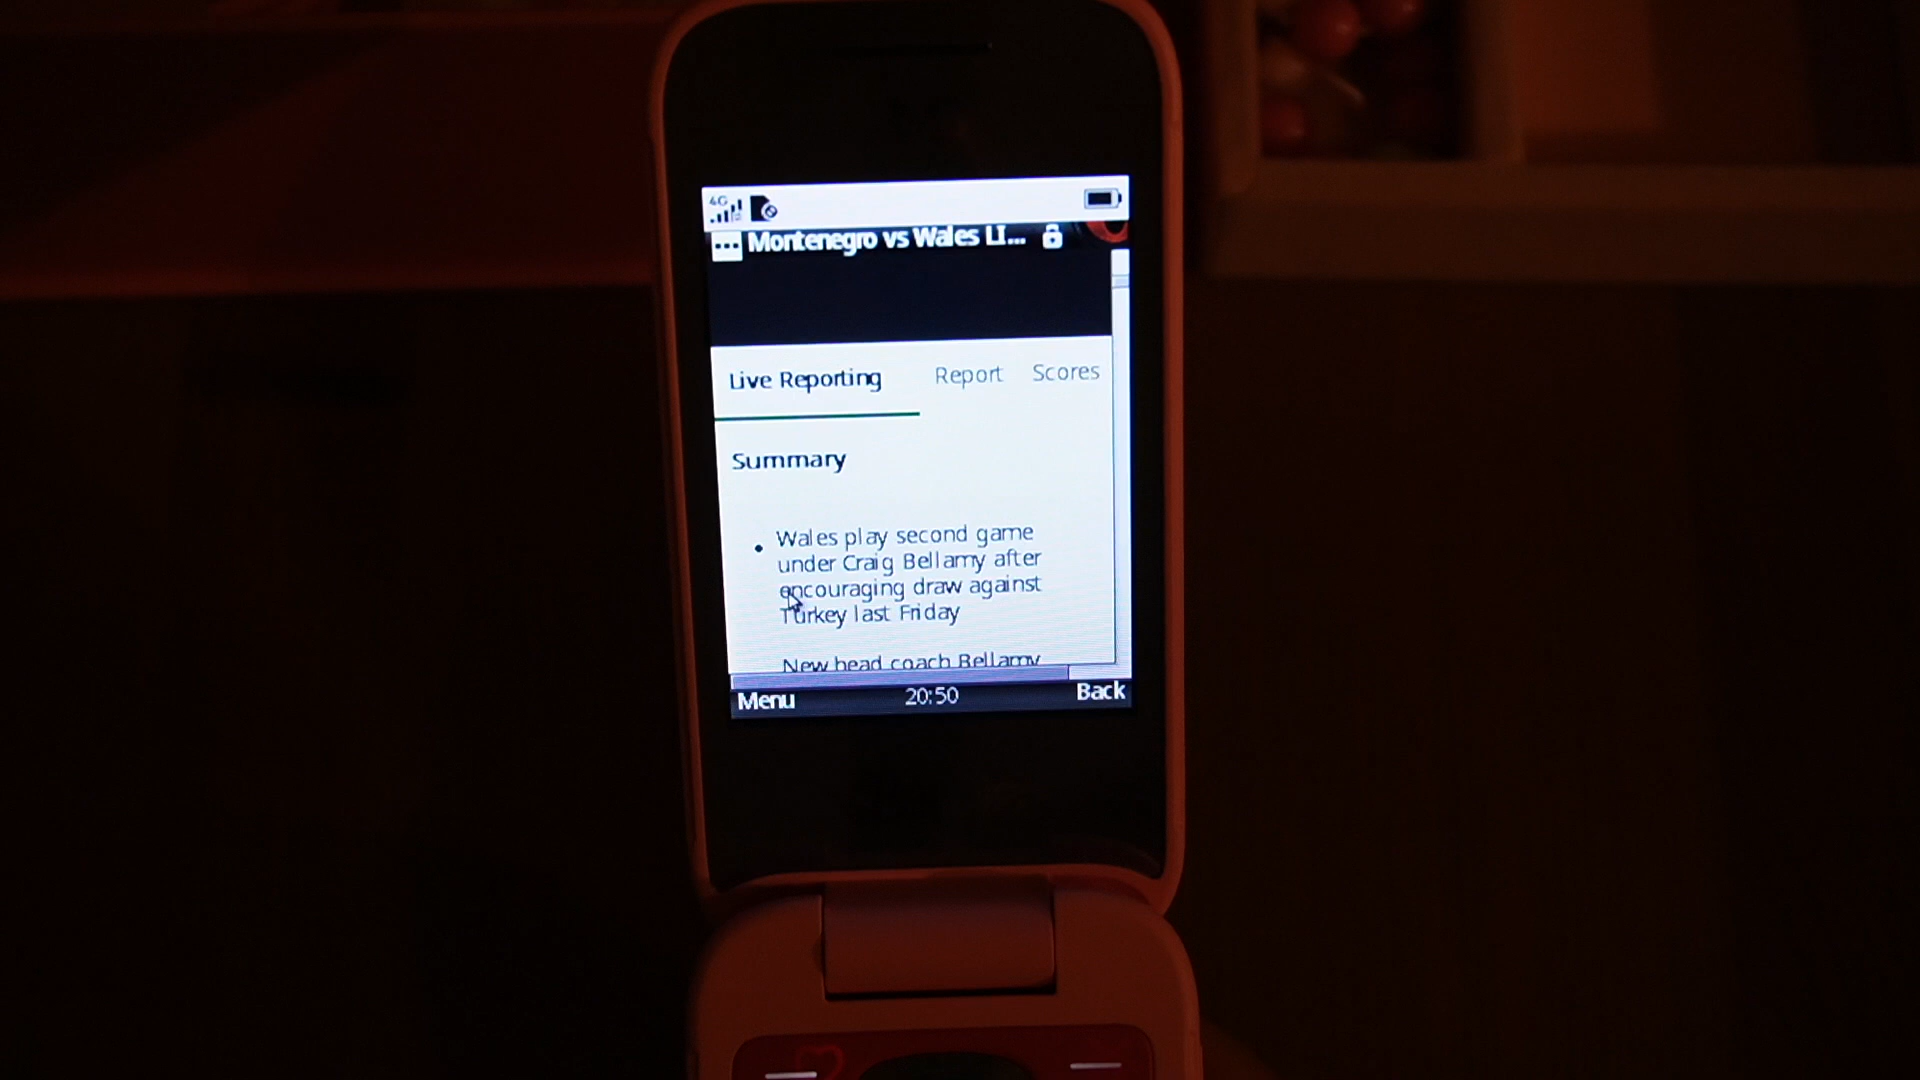 4G
Montenegro vs Wales LI...
Live Reporting Report Scores
Summary
• Wales play second game
under Craig Bellamy after
encouraging draw against
Turkey last Friday
New head coach Bellamy
Menu 20:50 Back